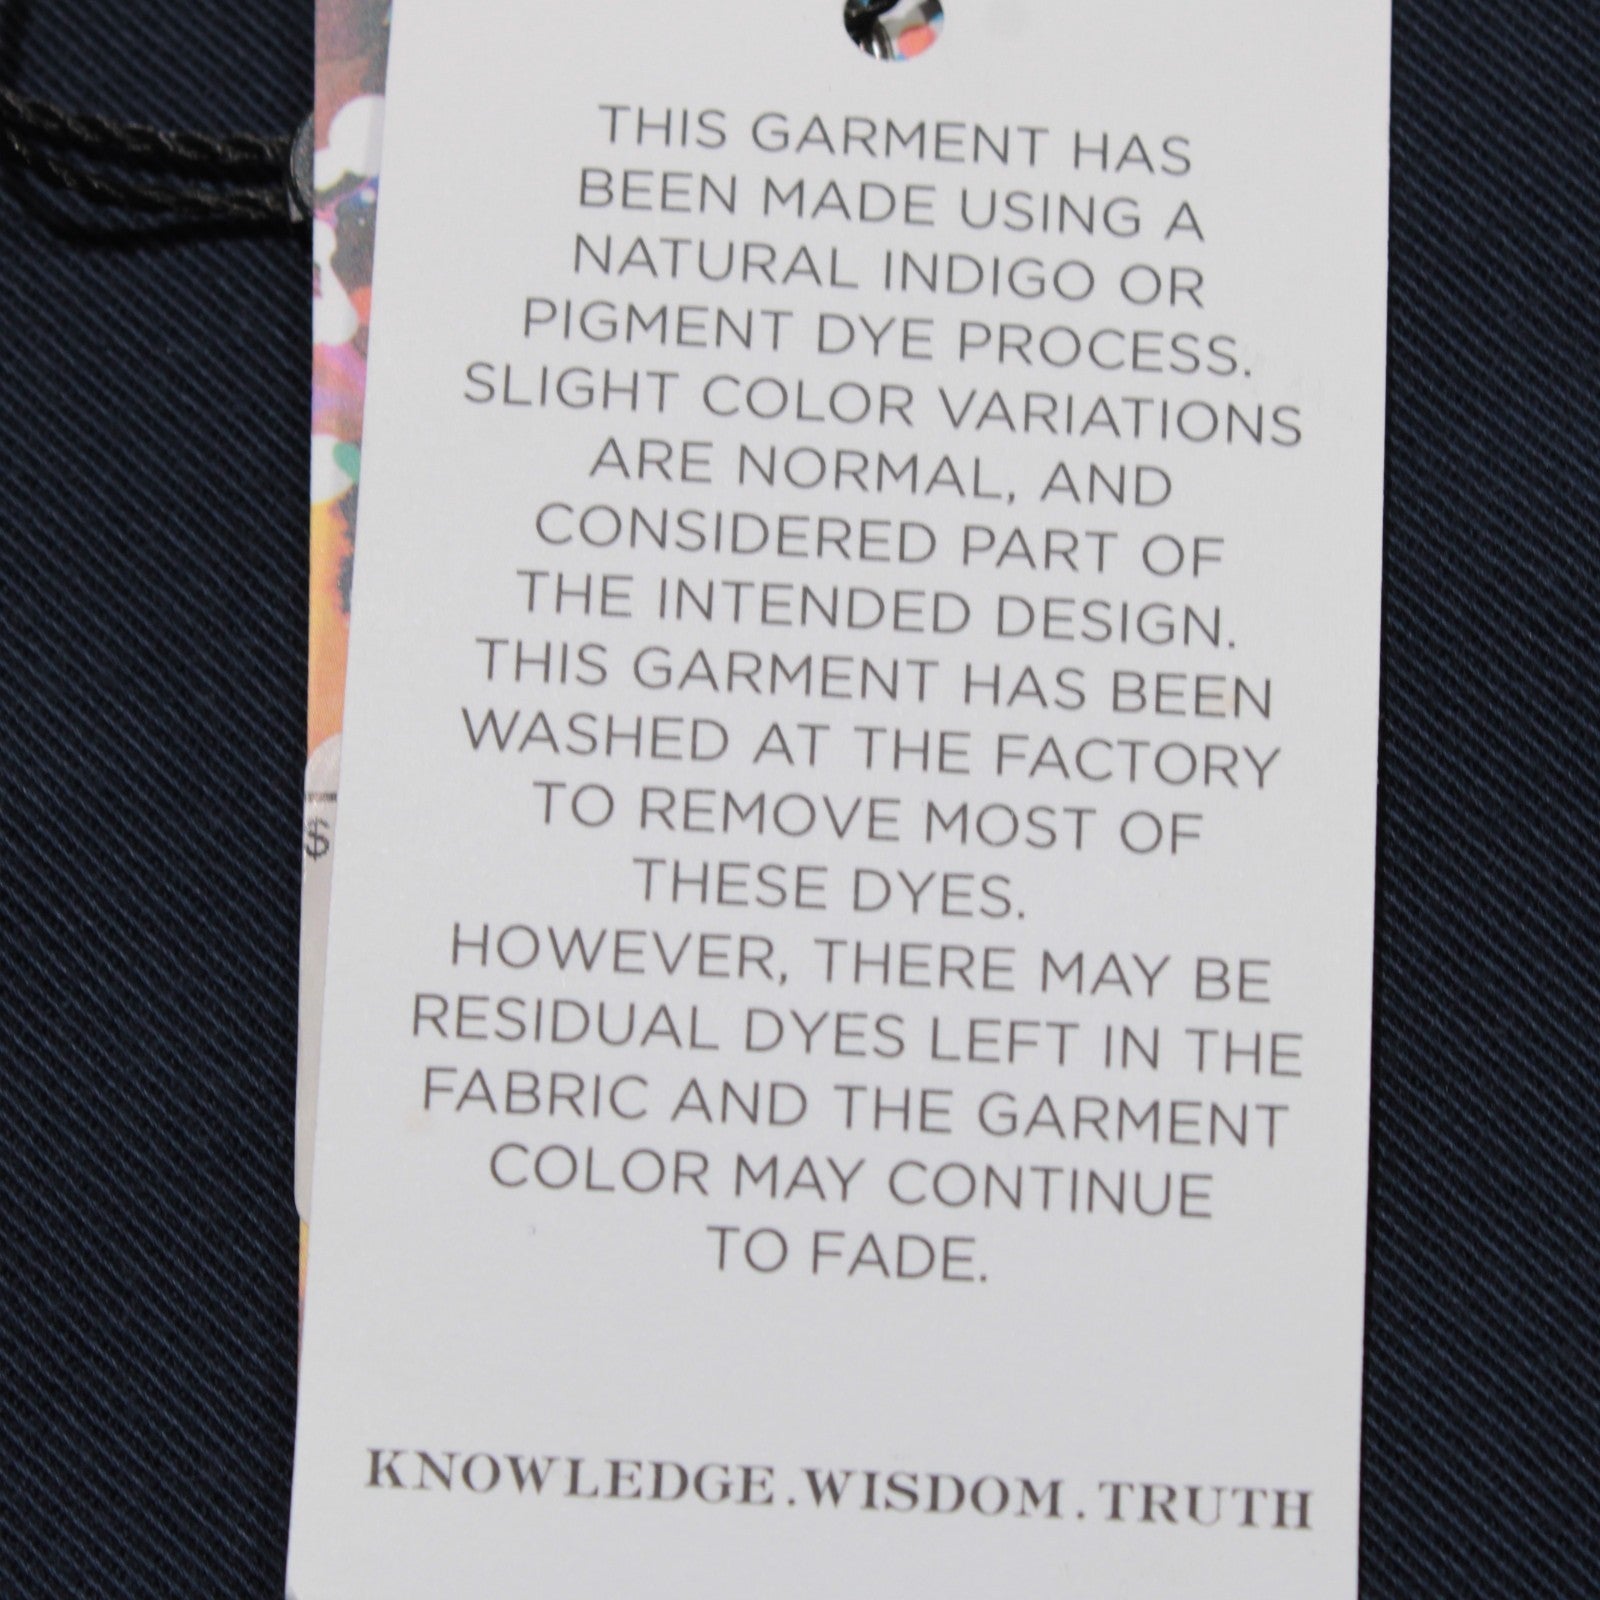 THIS GARMENT HAS
BEEN MADE USING A
NATURAL INDIGO OR
PIGMENT DYE PROCESS.
SLIGHT COLOR VARIATIONS
ARE NORMAL, AND
CONSIDERED PART OF
THE INTENDED DESIGN.
THIS GARMENT HAS BEEN
WASHED AT THE FACTORY
TO REMOVE MOST OF
THESE DYES.
HOWEVER, THERE MAY BE
RESIDUAL DYES LEFT IN THE
FABRIC AND THE GARMENT
COLOR MAY CONTINUE
TO FADE.
KNOWLEDGE.WISDOM.TRUTH
$